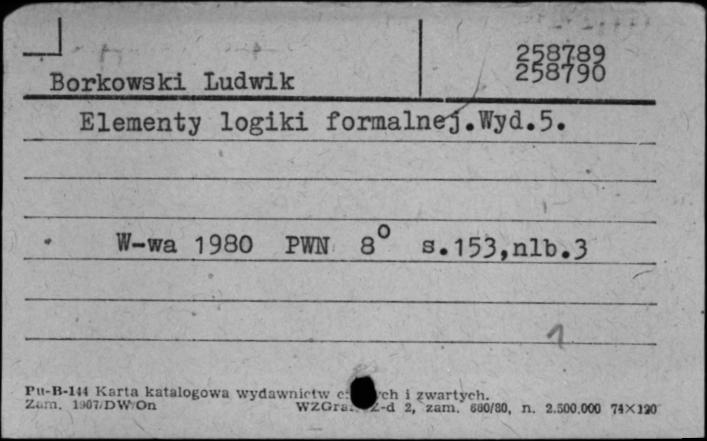 258789
258790
Borkowski Ludwik
Elementy logiki formalnej.Wyd.5.
W-wa 1980 PWN 8° s.153,nlb.3
1
Pu-B-144 Karta katalogowa wydawnictw i zwartych.
Zam. 1907/DW/On WZGraf. Z-d 2, zam. 680/80, n. 2.500.000 74×120